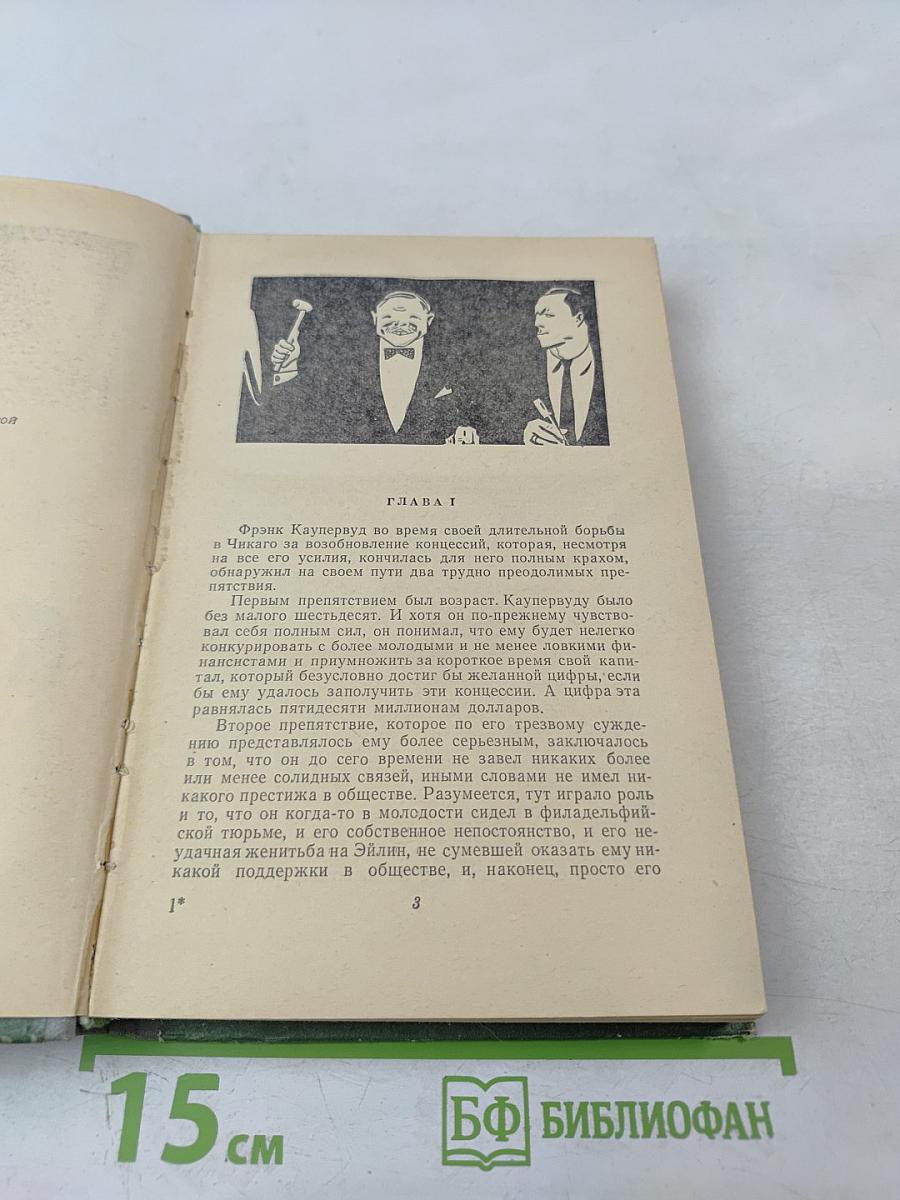 ой
ГЛАВА I
Фрэнк Каупервуд во время своей длительной борьбы
в Чикаго за возобновление концессий, которая, несмотря
на все его усилия, кончилась для него полным крахом,
обнаружил на своем пути два трудно преодолимых пре-
пятствия.
Первым препятствием был возраст. Каупервуду было
без малого шестьдесят. И хотя он по-прежнему чувство-
вал себя полным сил, он понимал, что ему будет нелегко
конкурировать с более молодыми и не менее ловкими фи-
нансистами и приумножить за короткое время свой капи-
тал, который безусловно достиг бы желанной цифры, если
бы ему удалось заполучить эти концессии. А цифра эта
равнялась пятидесяти миллионам долларов.
Второе препятствие, которое по его трезвому сужде-
нию представлялось ему более серьезным, заключалось
в том, что он до сего времени не завел никаких более
или менее солидных связей, иными словами не имел ни-
какого престижа в обществе. Разумеется, тут играло роль
и то, что он когда-то в молодости сидел в филадельфий-
ской тюрьме, и его собственное непостоянство, и его не-
удачная женитьба на Эйлин, не сумевшей оказать ему ни-
какой поддержки в обществе, и, наконец, просто его
1*
3
15 см
БФ БИБЛИОФАН